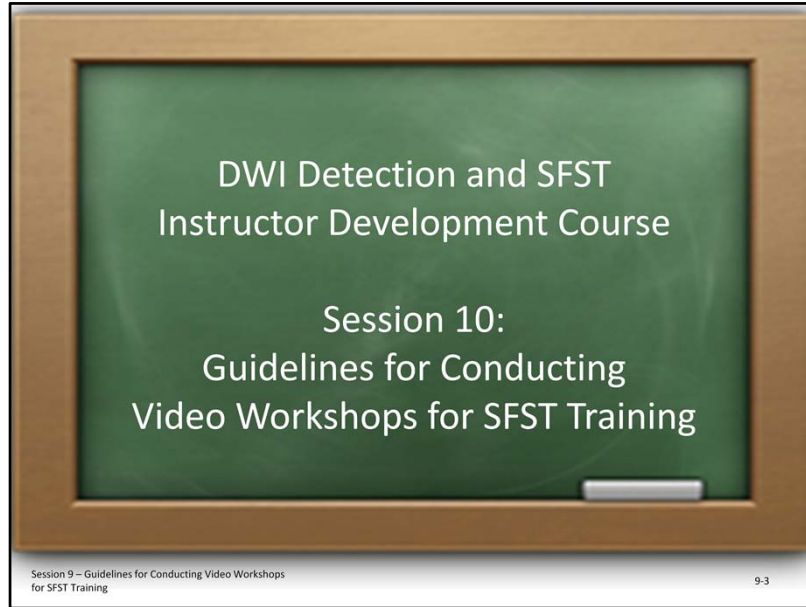 DWI Detection and SFST
Instructor Development Course
Session 10:
Guidelines for Conducting
Video Workshops for SFST Training
Session 9 – Guidelines for Conducting Video Workshops
for SFST Training
9-3